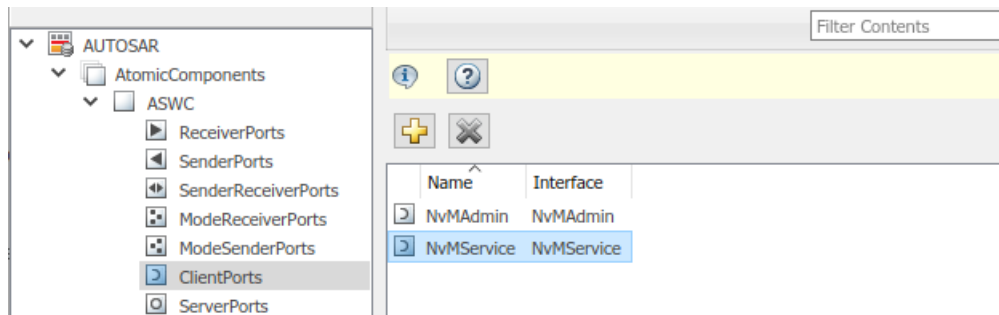 Filter Contents
AUTOSAR
AtomicComponents
ASWC
ReceiverPorts
SenderPorts
SenderReceiverPorts
ModeReceiverPorts
ModeSenderPorts
ClientPorts
ServerPorts
Name Interface
NvMAdmin NvMAdmin
NvMService NvMService